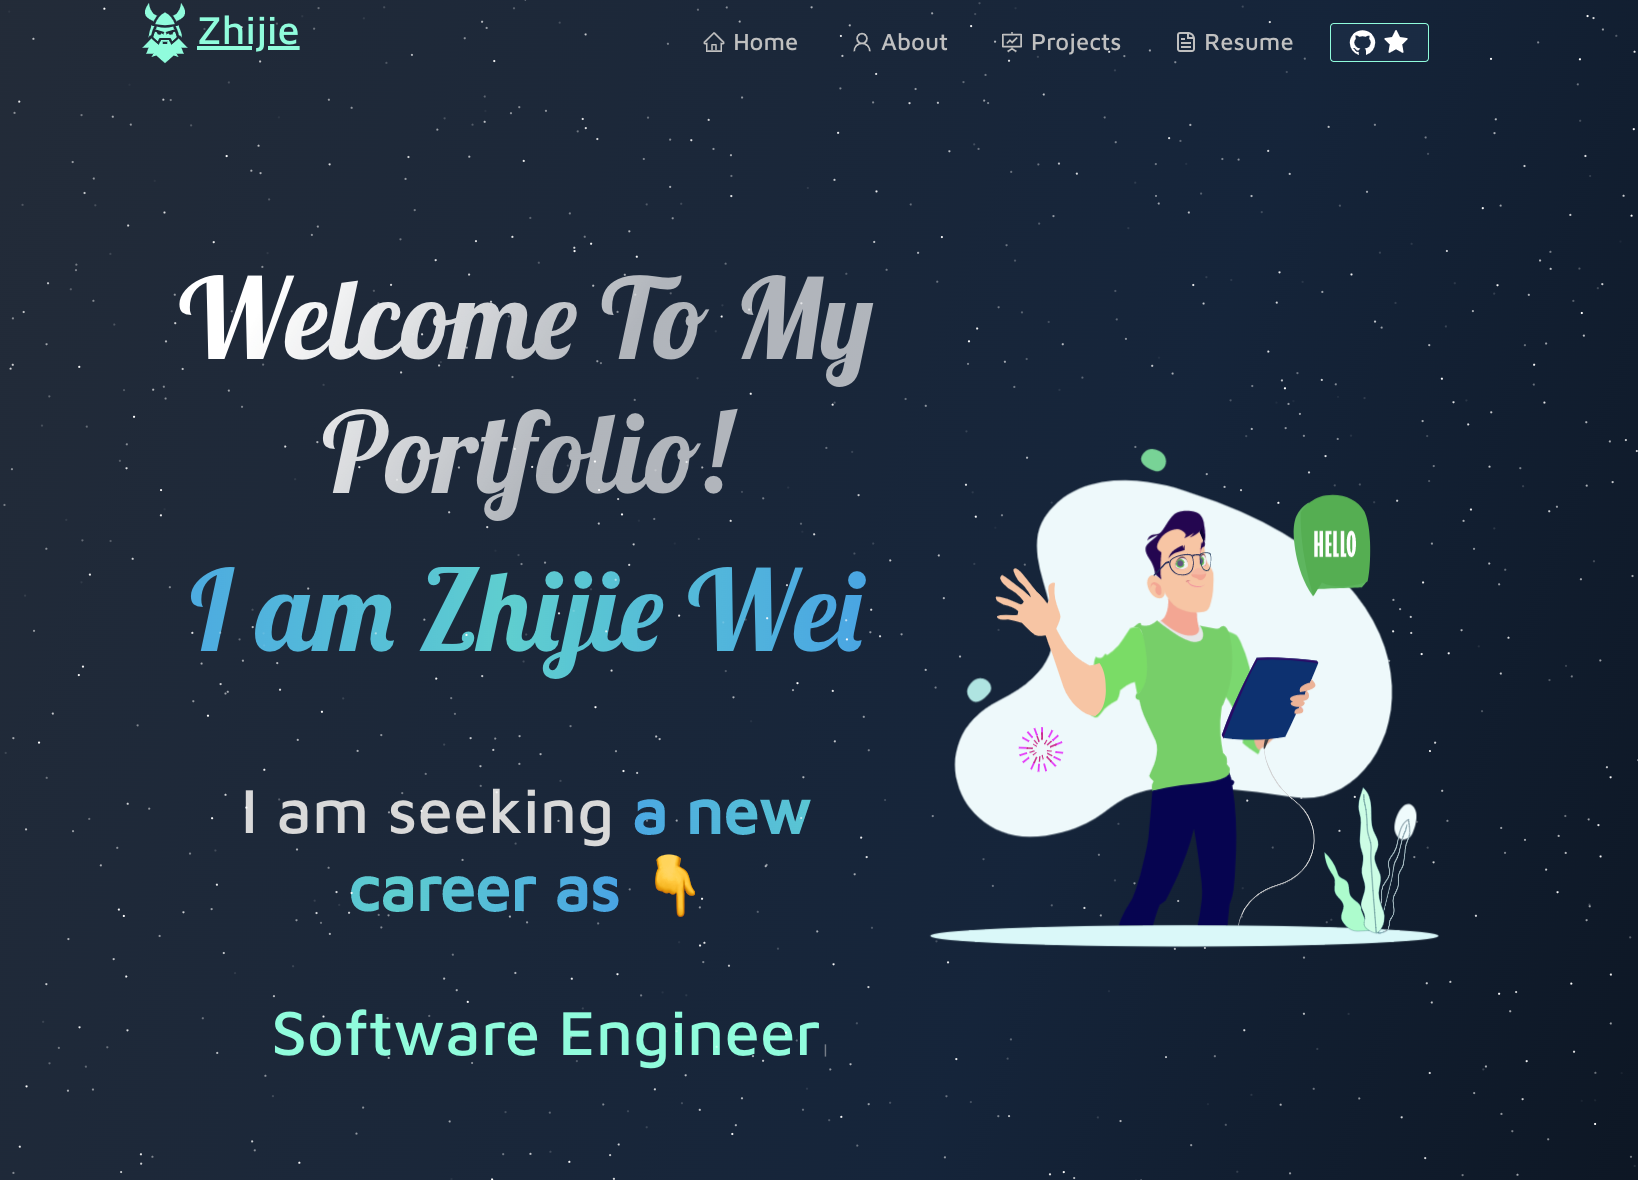 Zhijie
Home
About
Projects
Resume
Welcome To My
Portfolio!
I am Zhijie Wei
HELLO
I am seeking a new
career as 👇
Software Engineer